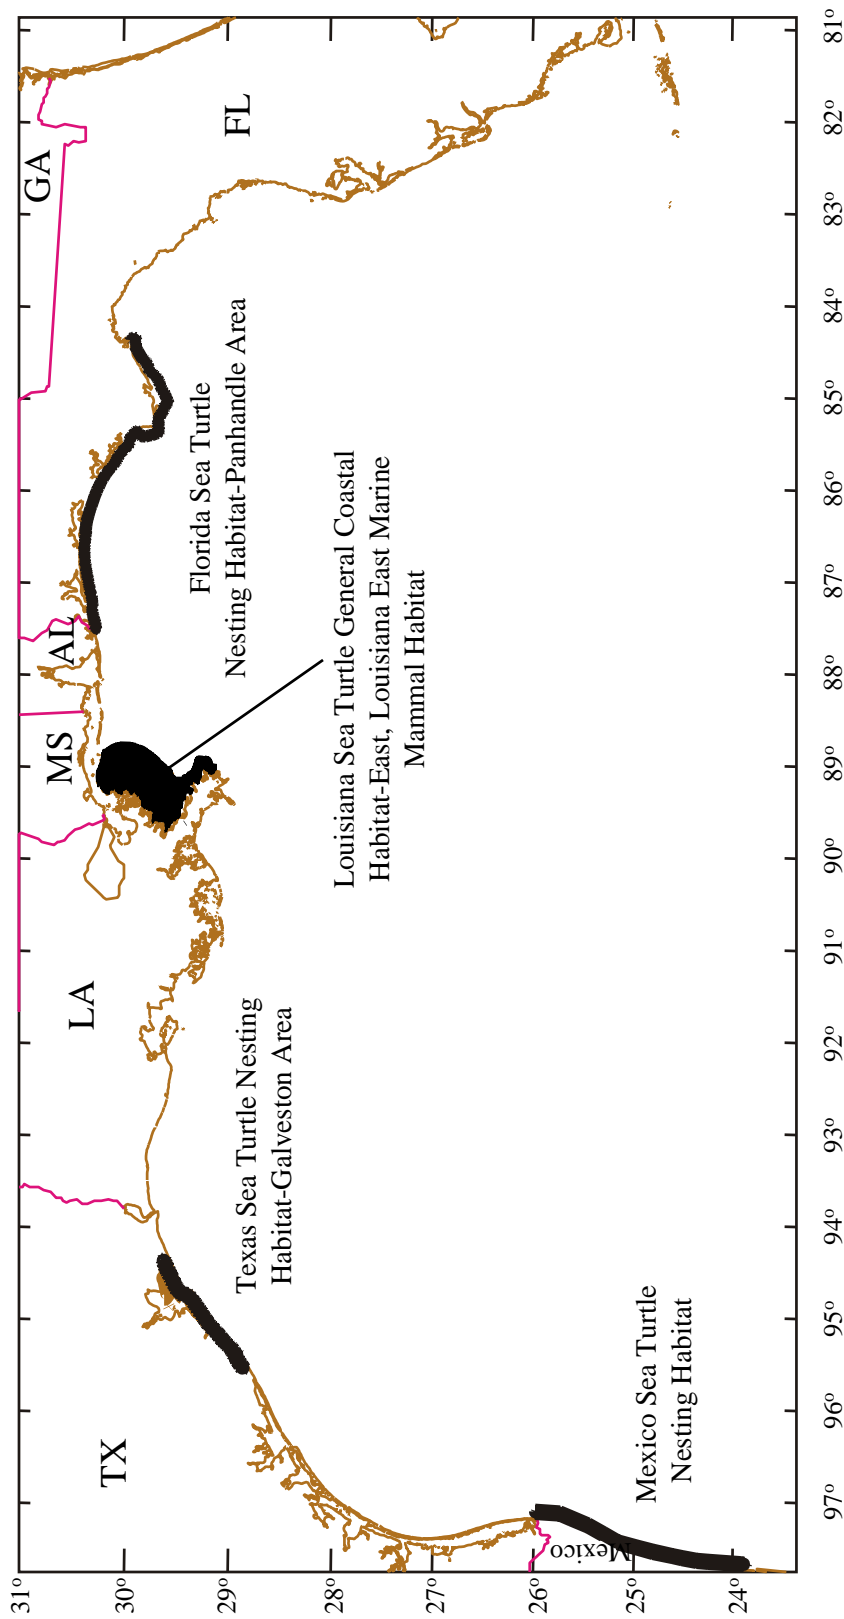 GA
FL
AL
MS
LA
TX
Mexico
Florida Sea Turtle
Nesting Habitat-Panhandle Area
Louisiana Sea Turtle General Coastal
Habitat-East, Louisiana East Marine
Mammal Habitat
Texas Sea Turtle Nesting
Habitat-Galveston Area
Mexico Sea Turtle
Nesting Habitat
31°
30°
29°
28°
27°
26°
25°
24°
97°
96°
95°
94°
93°
92°
91°
90°
89°
88°
87°
86°
85°
84°
83°
82°
81°